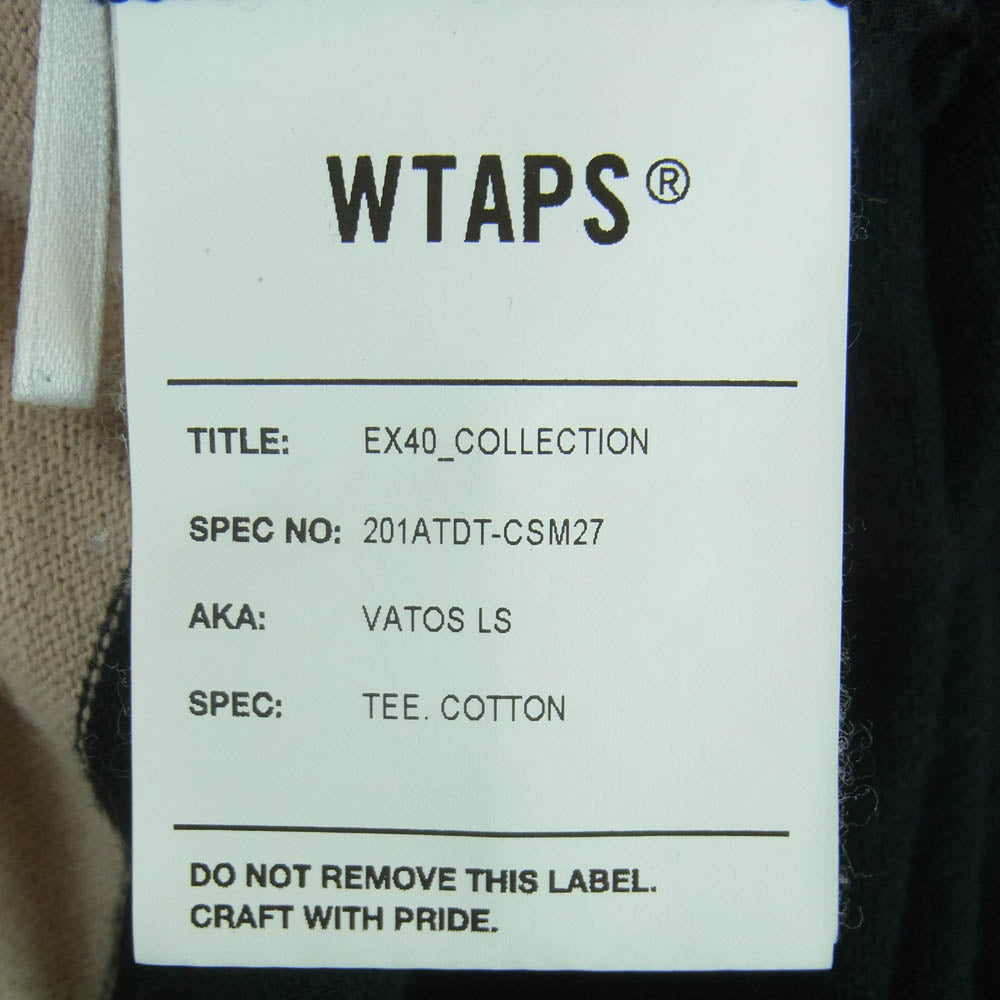 WTAPS®
TITLE: EX40_COLLECTION
SPEC NO: 201ATDT-CSM27
AKA: VATOS LS
SPEC: TEE. COTTON
DO NOT REMOVE THIS LABEL.
CRAFT WITH PRIDE.